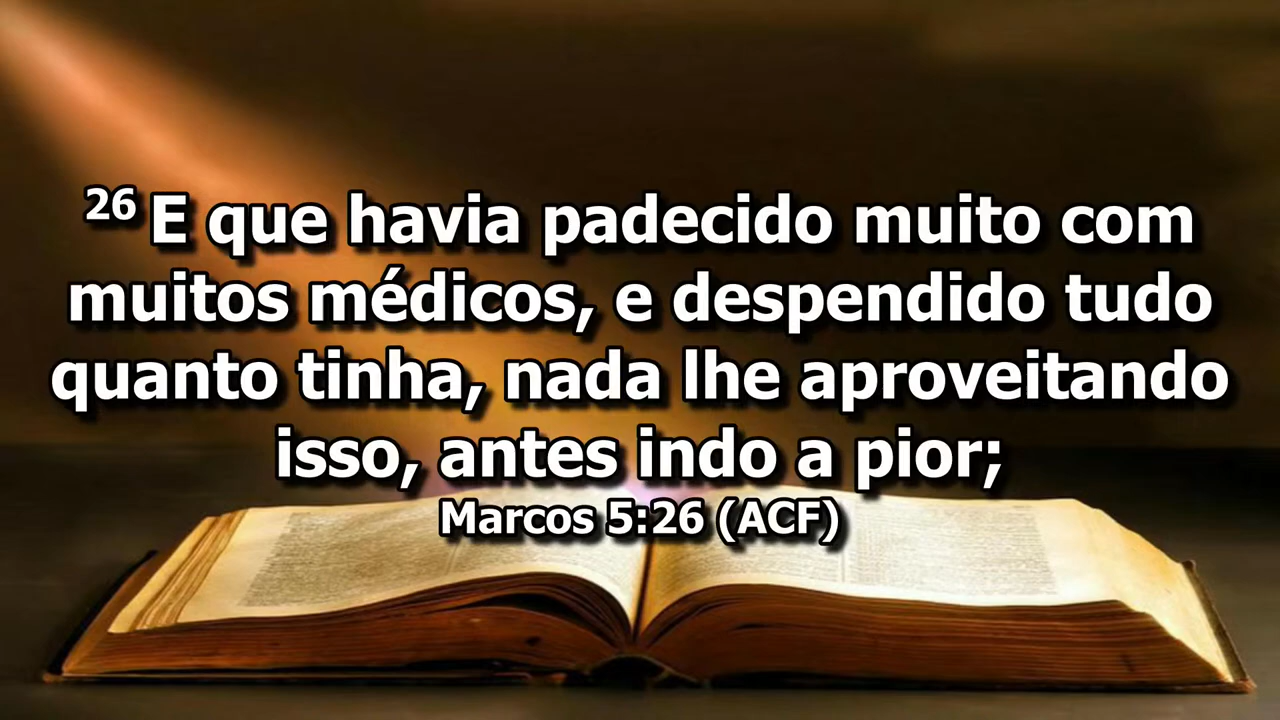 26 E que havia padecido muito com
muitos médicos, e despendido tudo
quanto tinha, nada lhe aproveitando
isso, antes indo a pior;
Marcos 5:26 (ACF)